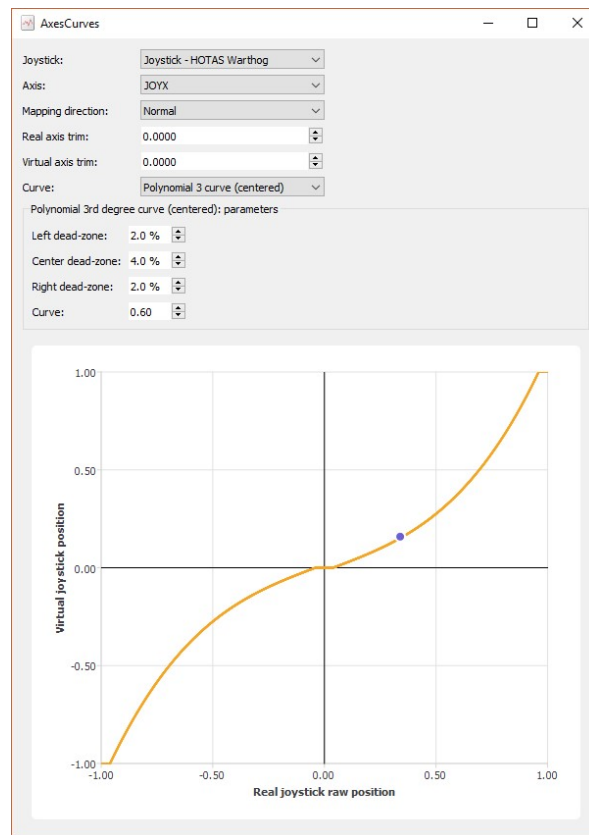 AxesCurves
Joystick: Joystick - HOTAS Warthog
Axis: JOYX
Mapping direction: Normal
Real axis trim: 0.0000
Virtual axis trim: 0.0000
Curve: Polynomial 3 curve (centered)
Polynomial 3rd degree curve (centered): parameters
Left dead-zone: 2.0 %
Center dead-zone: 4.0 %
Right dead-zone: 2.0 %
Curve: 0.60
1.00
0.50
0.00
-0.50
-1.00
Virtual joystick position
-1.00 -0.50 0.00 0.50 1.00
Real joystick raw position